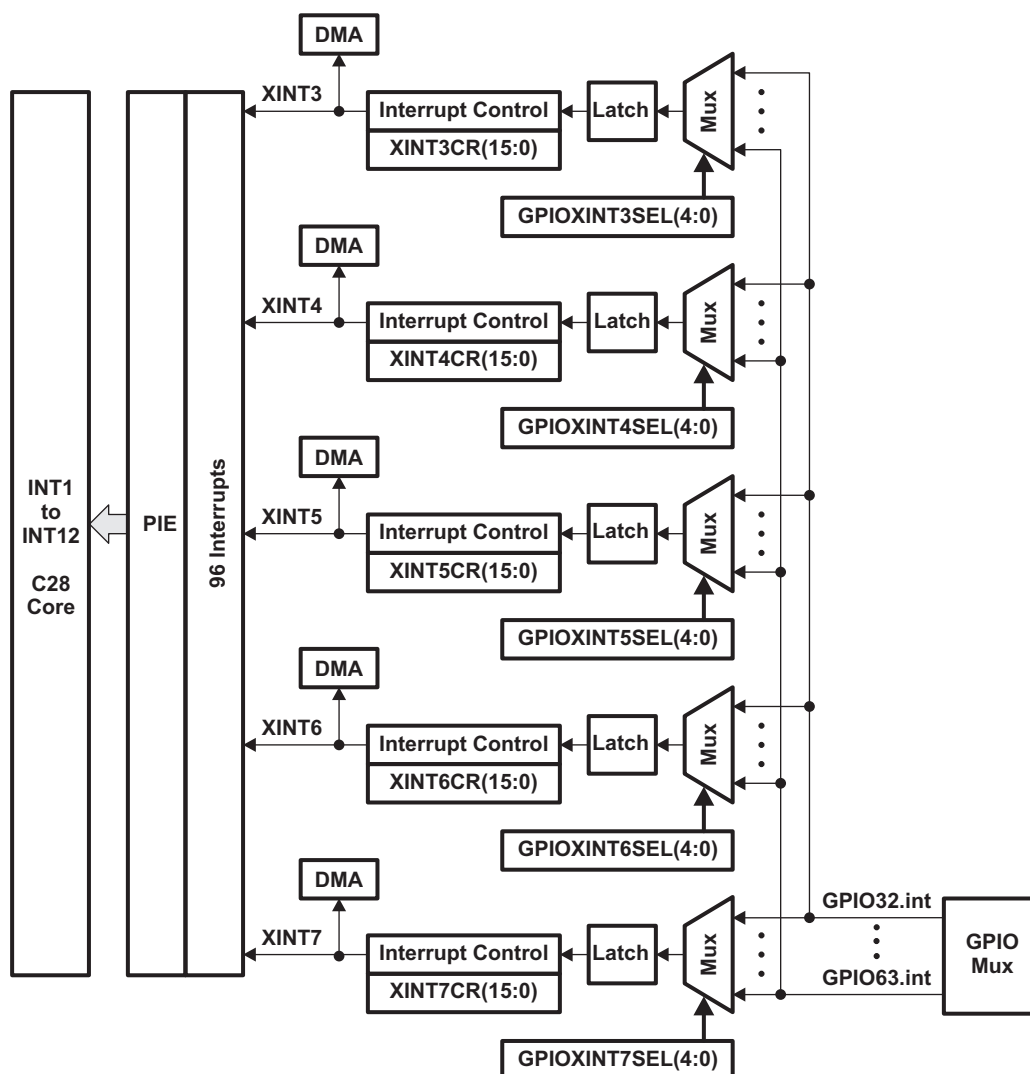 DMA
XINT3
Interrupt Control
XINT3CR(15:0)
Latch
Mux
GPIOXINT3SEL(4:0)
DMA
XINT4
Interrupt Control
XINT4CR(15:0)
Latch
Mux
GPIOXINT4SEL(4:0)
INT1
to
INT12
C28
Core
PIE
96 Interrupts
DMA
XINT5
Interrupt Control
XINT5CR(15:0)
Latch
Mux
GPIOXINT5SEL(4:0)
DMA
XINT6
Interrupt Control
XINT6CR(15:0)
Latch
Mux
GPIOXINT6SEL(4:0)
DMA
XINT7
Interrupt Control
XINT7CR(15:0)
Latch
Mux
GPIOXINT7SEL(4:0)
GPIO32.int
GPIO63.int
GPIO
Mux